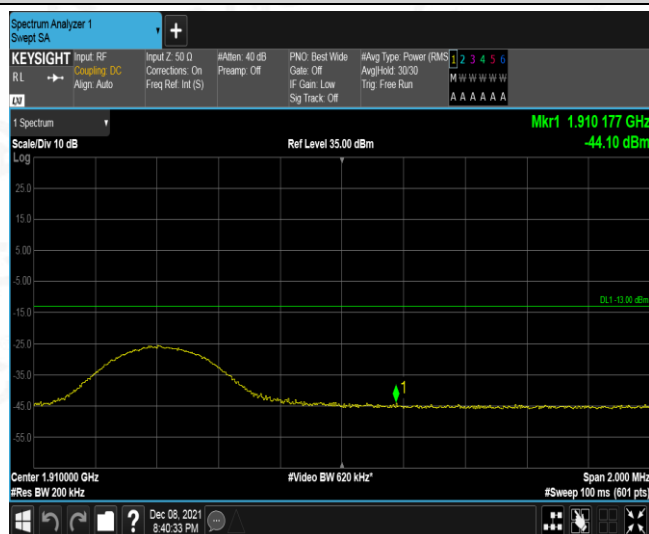 Spectrum Analyzer 1
Swept SA
+
KEYSIGHT
RL
LXI
Input: RF
Coupling: DC
Align: Auto
Input Z: 50 Ω
Corrections: On
Freq Ref: Int (S)
#Atten: 40 dB
Preamp: Off
PNO: Best Wide
Gate: Off
IF Gain: Low
Sig Track: Off
#Avg Type: Power (RMS
Avg|Hold: 30/30
Trig: Free Run
1 2 3 4 5 6
M W W W W W
A A A A A A
1 Spectrum
Mkr1 1.910 177 GHz
Scale/Div 10 dB
Ref Level 35.00 dBm
-44.10 dBm
Log
25.0
15.0
5.00
-5.00
DL1 -13.00 dBm
-15.0
-25.0
-35.0
1
-45.0
-55.0
Center 1.910000 GHz
#Video BW 620 kHz*
Span 2.000 MHz
#Res BW 200 kHz
#Sweep 100 ms (601 pts)
?
Dec 08, 2021
8:40:33 PM